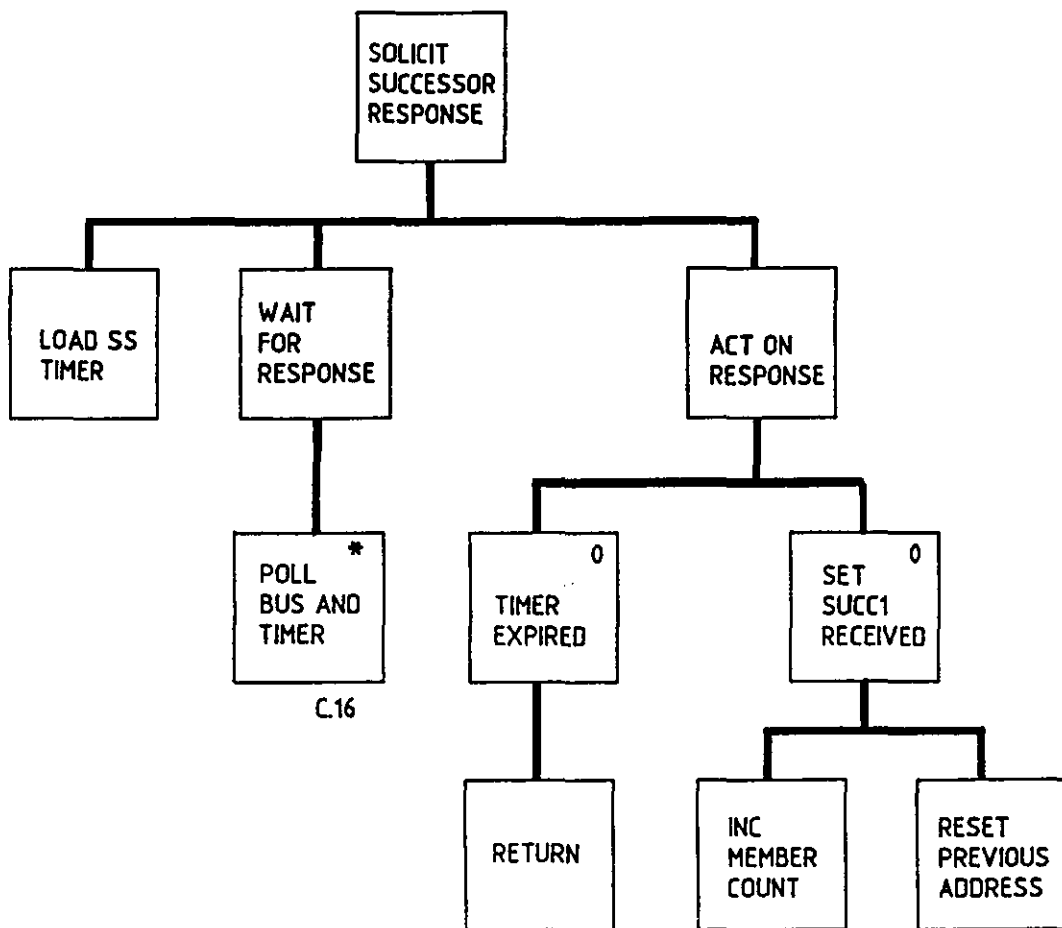 SOLICIT
SUCCESSOR
RESPONSE
LOAD SS
TIMER
WAIT
FOR
RESPONSE
ACT ON
RESPONSE
*
POLL
BUS AND
TIMER
C.16
0
TIMER
EXPIRED
0
SET
SUCC1
RECEIVED
RETURN
INC
MEMBER
COUNT
RESET
PREVIOUS
ADDRESS